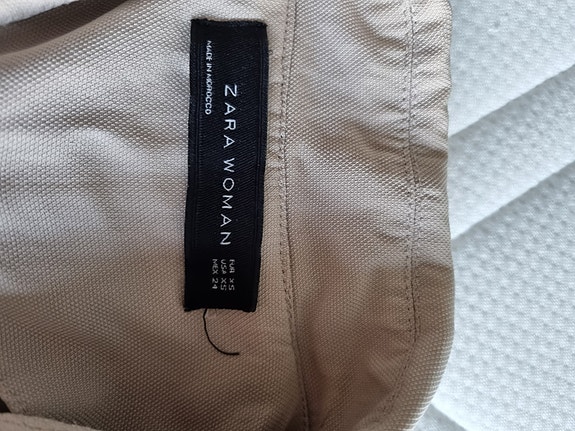 ZARA WOMAN
EUR XS
USA XS
MEX 24
MADE IN MOROCCO